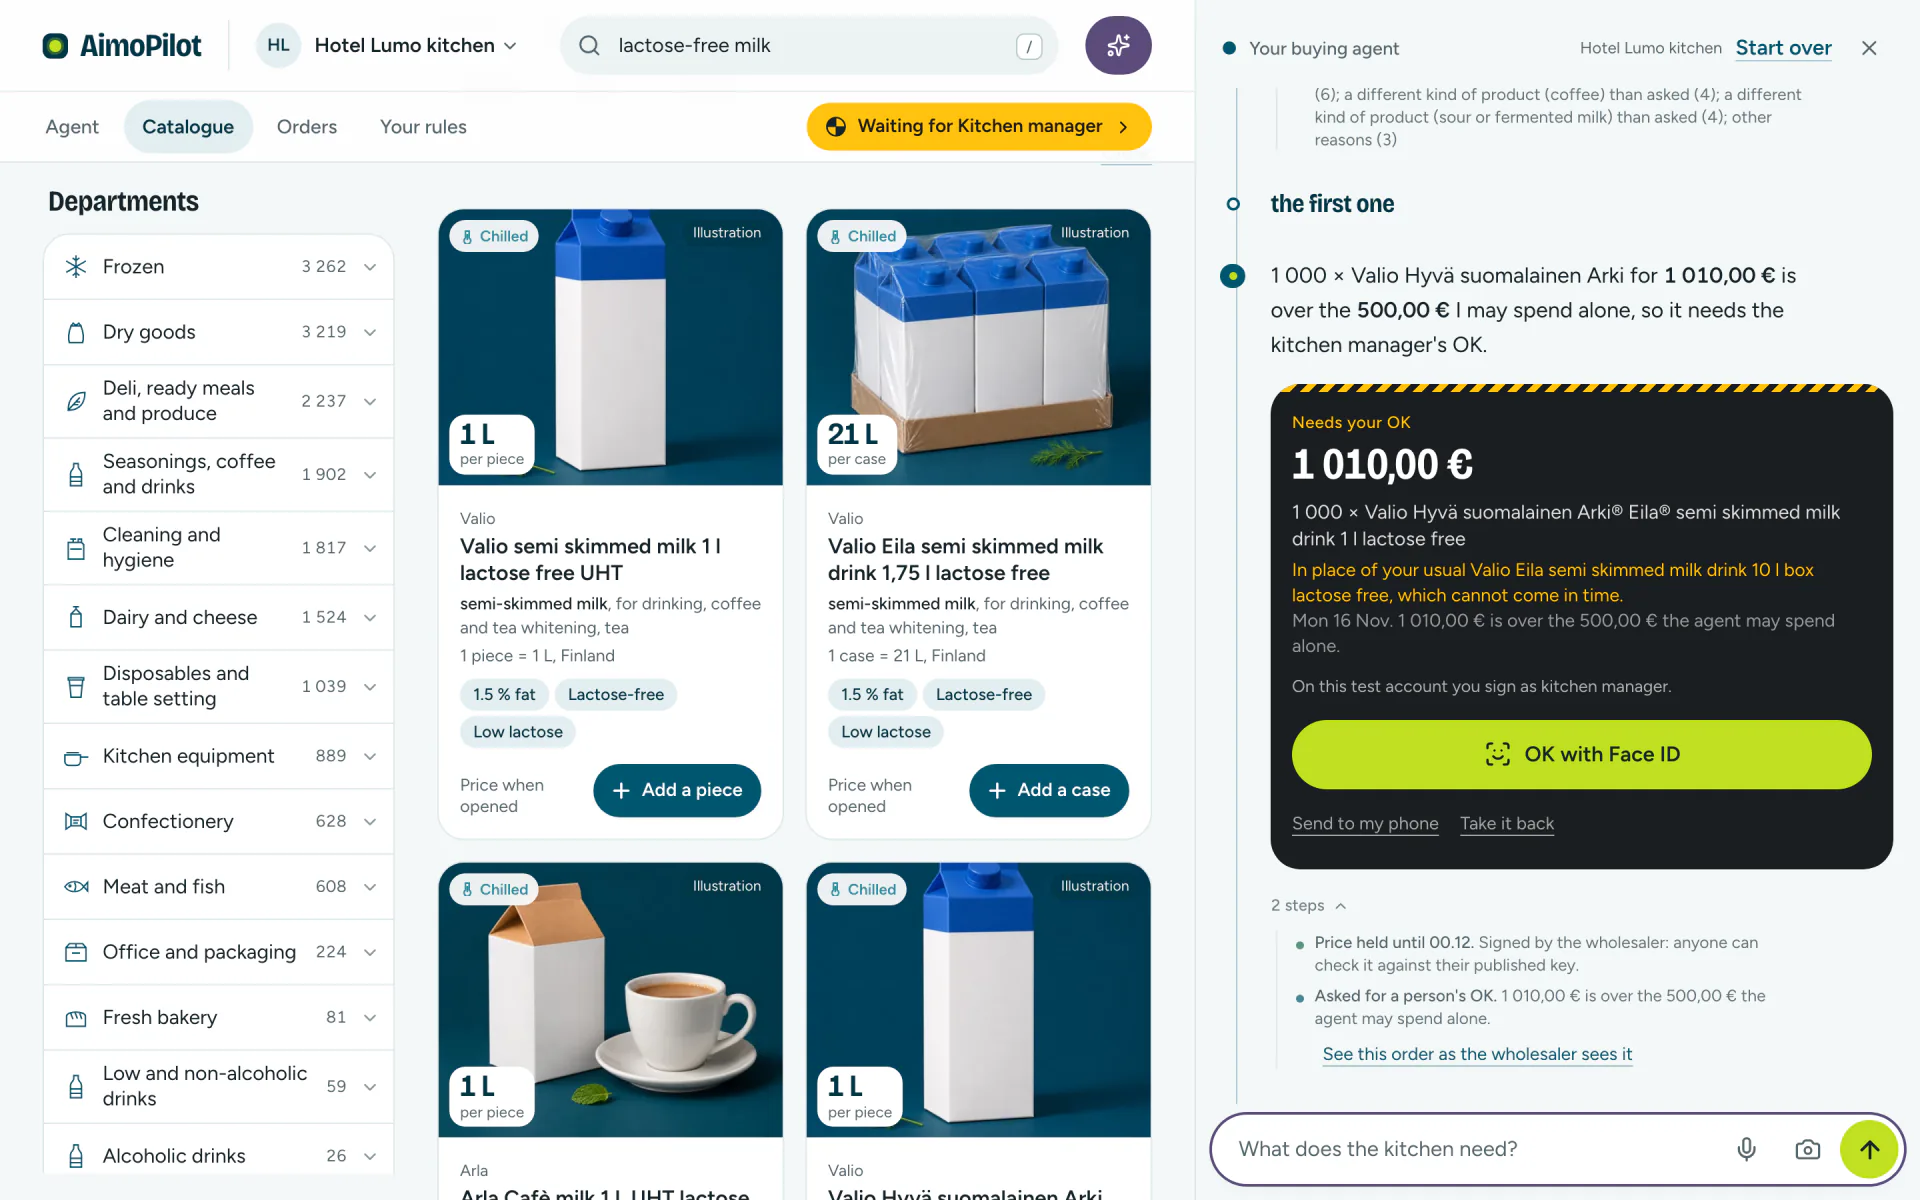 AimoPilot
HL
Hotel Lumo kitchen
lactose-free milk
/
Agent
Catalogue
Orders
Your rules
Waiting for Kitchen manager
Departments
Frozen 3 262
Dry goods 3 219
Deli, ready meals
and produce 2 237
Seasonings, coffee
and drinks 1 902
Cleaning and
hygiene 1 817
Dairy and cheese 1 524
Disposables and
table setting 1 039
Kitchen equipment 889
Confectionery 628
Meat and fish 608
Office and packaging 224
Fresh bakery 81
Low and non-alcoholic
drinks 59
Alcoholic drinks 26
Chilled
Illustration
1 L
per piece
Valio
Valio semi skimmed milk 1 l
lactose free UHT
semi-skimmed milk, for drinking, coffee
and tea whitening, tea
1 piece = 1 L, Finland
1.5 % fat
Lactose-free
Low lactose
Price when
opened
Add a piece
Chilled
Illustration
21 L
per case
Valio
Valio Eila semi skimmed milk
drink 1,75 l lactose free
semi-skimmed milk, for drinking, coffee
and tea whitening, tea
1 case = 21 L, Finland
1.5 % fat
Lactose-free
Low lactose
Price when
opened
Add a case
Chilled
Illustration
1 L
per piece
Arla
Arla Cafè milk 1 L UHT lactose
Chilled
Illustration
1 L
per piece
Valio
Valio Hyvä suomalainen Arki
Your buying agent
Hotel Lumo kitchen
Start over
(6); a different kind of product (coffee) than asked (4); a different
kind of product (sour or fermented milk) than asked (4); other
reasons (3)
the first one
1 000 × Valio Hyvä suomalainen Arki for 1 010,00 € is
over the 500,00 € I may spend alone, so it needs the
kitchen manager's OK.
Needs your OK
1 010,00 €
1 000 × Valio Hyvä suomalainen Arki® Eila® semi skimmed milk
drink 1 l lactose free
In place of your usual Valio Eila semi skimmed milk drink 10 l box
lactose free, which cannot come in time.
Mon 16 Nov. 1 010,00 € is over the 500,00 € the agent may spend
alone.
On this test account you sign as kitchen manager.
OK with Face ID
Send to my phone
Take it back
2 steps
Price held until 00.12. Signed by the wholesaler: anyone can
check it against their published key.
Asked for a person's OK. 1 010,00 € is over the 500,00 € the
agent may spend alone.
See this order as the wholesaler sees it
What does the kitchen need?